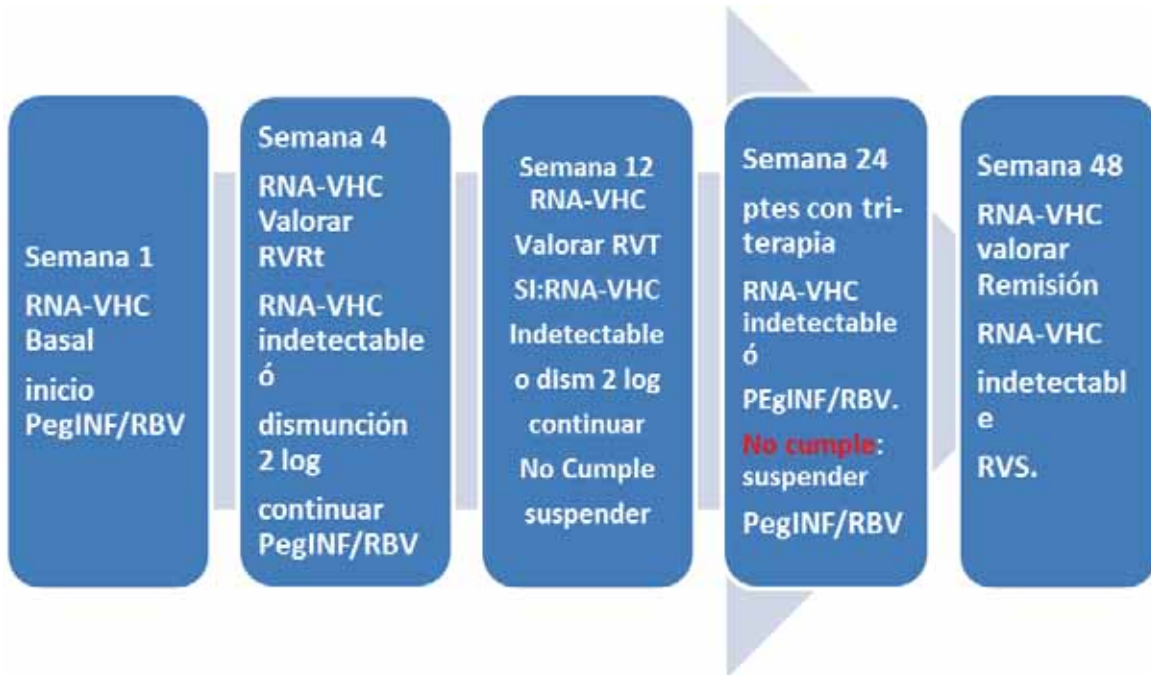 Semana 1
RNA-VHC
Basal
inicio
PegINF/RBV
Semana 4
RNA-VHC
Valorar
RVRt
RNA-VHC
indetectable
ó
dismunción
2 log
continuar
PegINF/RBV
Semana 12
RNA-VHC
Valorar RVT
SI:RNA-VHC
Indetectable
o dism 2 log
continuar
No Cumple
suspender
Semana 24
ptes con tri-
terapia
RNA-VHC
indetectable
ó
PEgINF/RBV.
No cumple:
suspender
PegINF/RBV
Semana 48
RNA-VHC
valorar
Remisión
RNA-VHC
indetectabl
e
RVS.